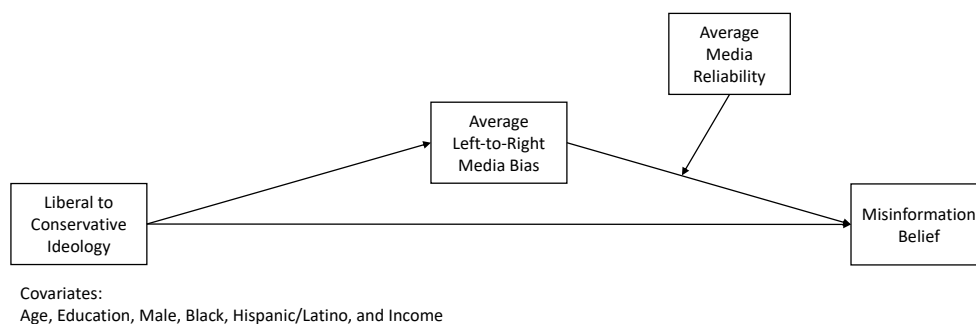 Average
Media
Reliability
Average
Left-to-Right
Media Bias
Liberal to
Conservative
Ideology
Misinformation
Belief
Covariates:
Age, Education, Male, Black, Hispanic/Latino, and Income